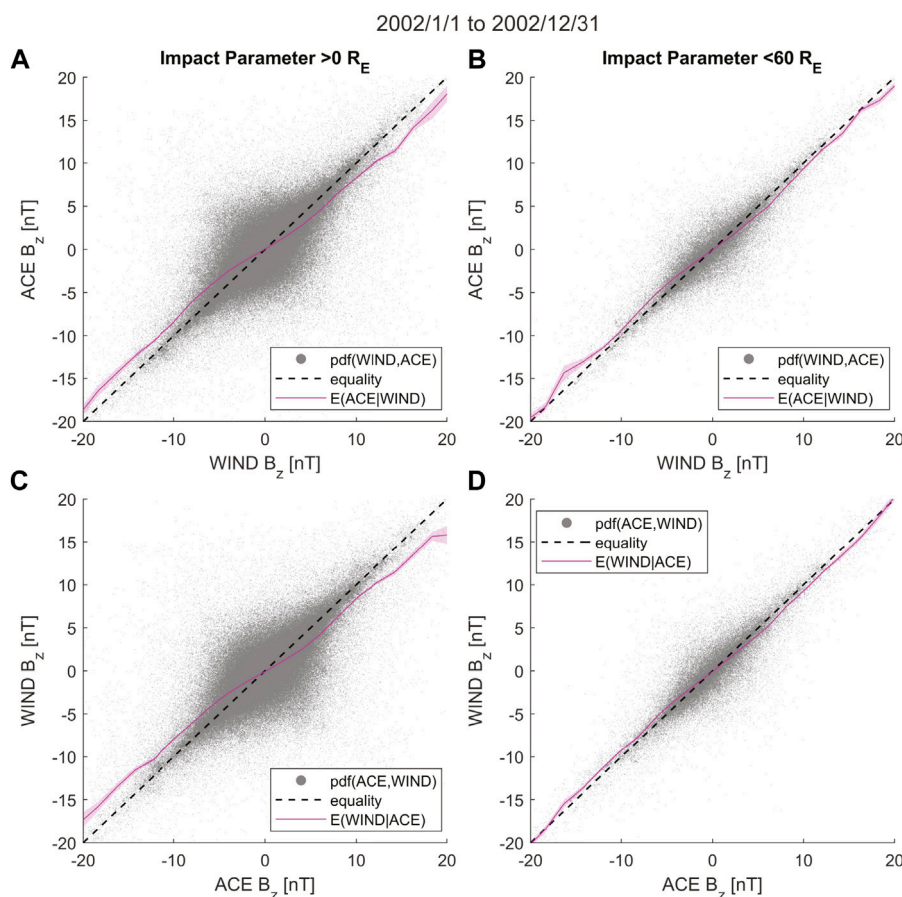 2002/1/1 to 2002/12/31
A
Impact Parameter >0 R_E
20
15
10
5
0
-5
-10
-15
-20
ACE B_z [nT]
pdf(WIND,ACE)
equality
E(ACE|WIND)
-20 -10 0 10 20
WIND B_z [nT]
B
Impact Parameter <60 R_E
20
15
10
5
0
-5
-10
-15
-20
ACE B_z [nT]
pdf(WIND,ACE)
equality
E(ACE|WIND)
-20 -10 0 10 20
WIND B_z [nT]
C
20
15
10
5
0
-5
-10
-15
-20
WIND B_z [nT]
pdf(ACE,WIND)
equality
E(WIND|ACE)
-20 -10 0 10 20
ACE B_z [nT]
D
20
15
10
5
0
-5
-10
-15
-20
WIND B_z [nT]
pdf(ACE,WIND)
equality
E(WIND|ACE)
-20 -10 0 10 20
ACE B_z [nT]